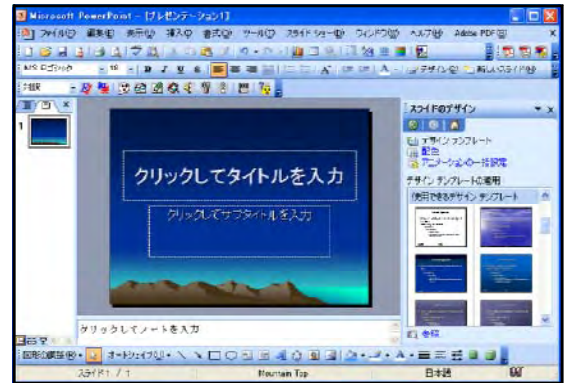 Microsoft PowerPoint - [プレゼンテーション1]
ファイル(F) 編集(E) 表示(V) 挿入(I) 書式(O) ツール(T) スライド ショー(D) ウィンドウ(W) ヘルプ(H) Adobe PDF(B)
18
デザイン(S) 新しいスライド(N)
スライドのデザイン
デザイン テンプレート
配色
アニメーションの一括設定
デザイン テンプレートの適用
使用できるデザイン テンプレート
1
クリックしてタイトルを入力
クリックしてサブタイトルを入力
クリックしてノートを入力
参照...
図形の調整(R) オートシェイプ(U)
スライド 1 / 1 Mountain Top 日本語